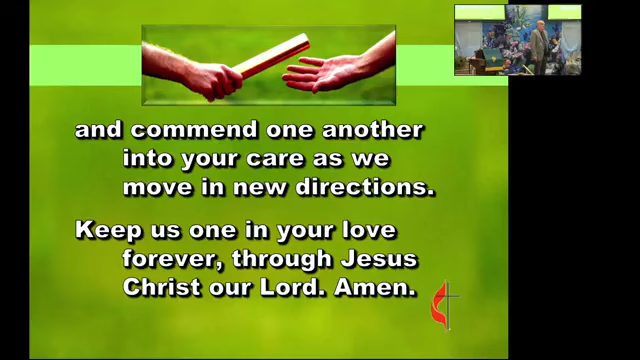 and commend one another
into your care as we
move in new directions.
Keep us one in your love
forever, through Jesus
Christ our Lord. Amen.